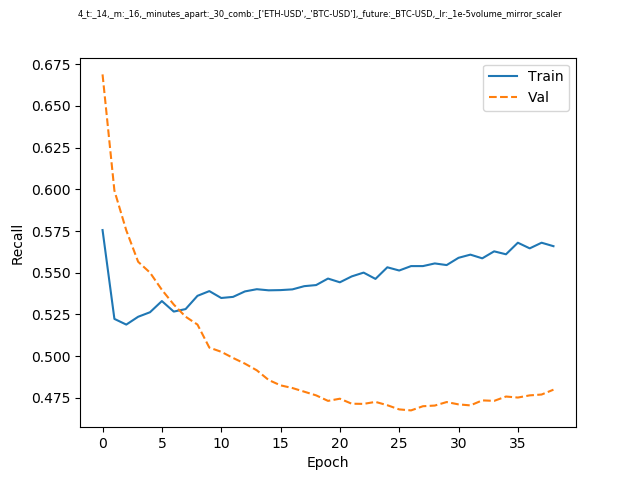 4_t:_14,_m:_16,_minutes_apart:_30_comb:_['ETH-USD',_'BTC-USD'],_future:_BTC-USD,_lr:_1e-5volume_mirror_scaler
0.675
0.650
0.625
0.600
0.575
0.550
0.525
0.500
0.475
Recall
Train
Val
0 5 10 15 20 25 30 35
Epoch